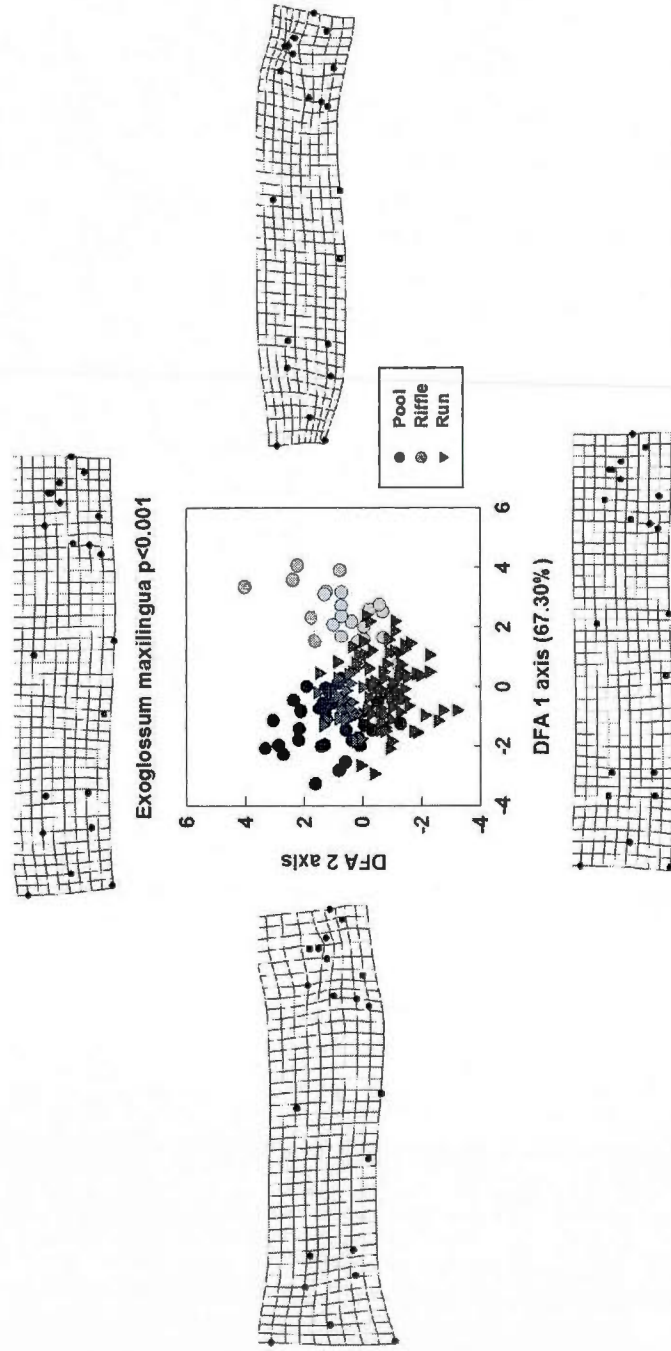 Exoglossum maxilingua p<0.001
6
4
2
0
-2
-4
DFA 2 axis
-4
-2
0
2
4
6
DFA 1 axis (67.30%)
Pool
Riffle
Run